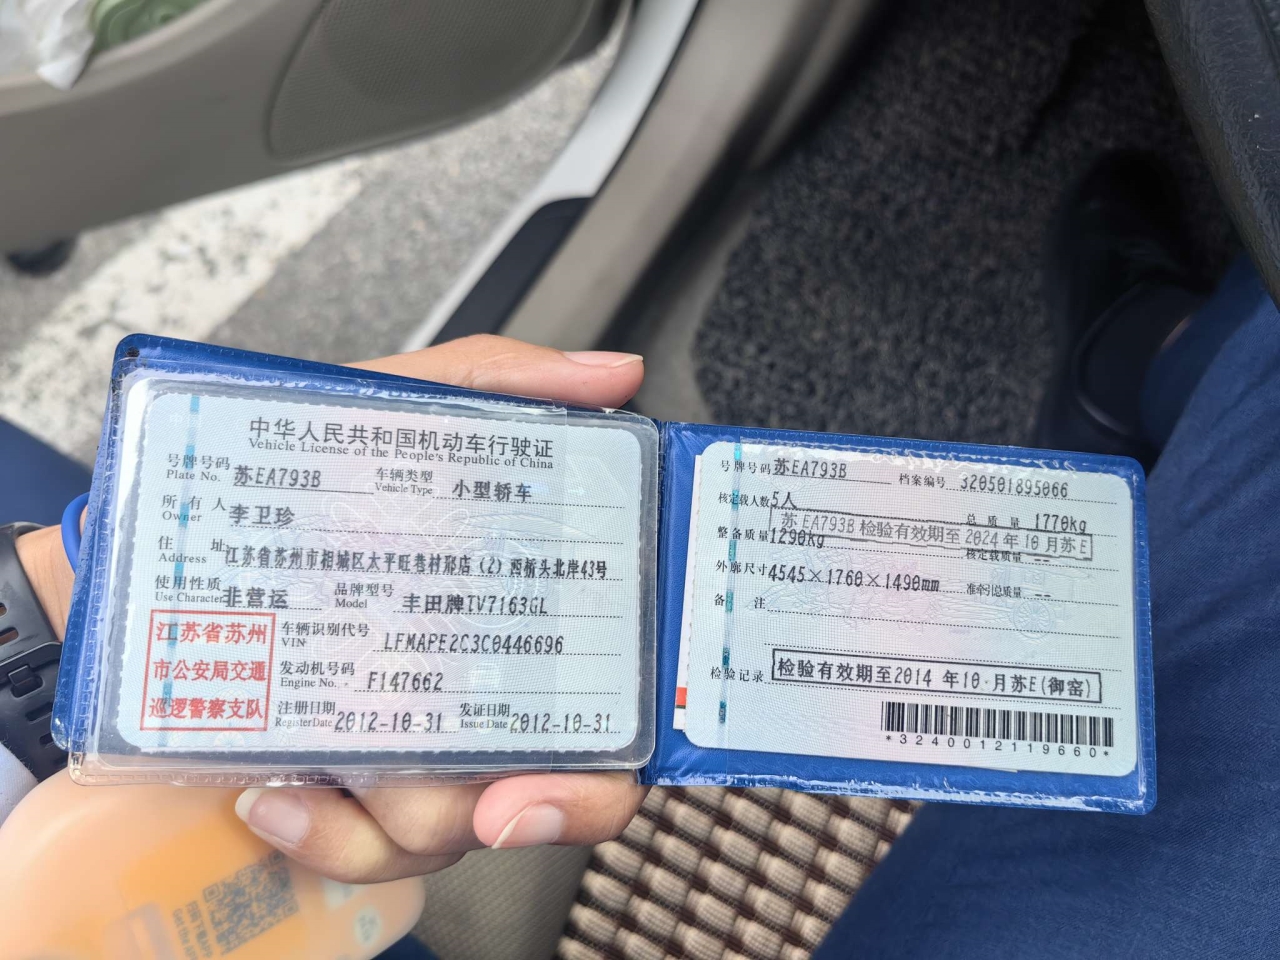 中华人民共和国机动车行驶证
Vehicle License of the People's Republic of China
号牌号码 苏EA793B 车辆类型 小型轿车
Plate No. Vehicle Type
所有人 李卫珍
Owner
住址 江苏省苏州市相城区太平旺巷村邢店(2)西桥头北岸43号
Address
使用性质 非营运 品牌型号 丰田牌TV7163GL
Use Character Model
江苏省苏州
市公安局交通
巡逻警察支队
车辆识别代号 LFMAPE2C3C0446696
VIN
发动机号码 F147662
Engine No.
注册日期 2012-10-31 发证日期 2012-10-31
Register Date Issue Date
号牌号码 苏EA793B 档案编号 320501895066
核定载人数 5人 总质量 1770kg
苏EA793B检验有效期至2024年10月苏E
整备质量 1290kg 核定载质量 --
外廓尺寸 4545×1760×1490mm 准牵引总质量 --
备注
检验记录 检验有效期至2014年10月苏E(御窑)
*3240012119660*